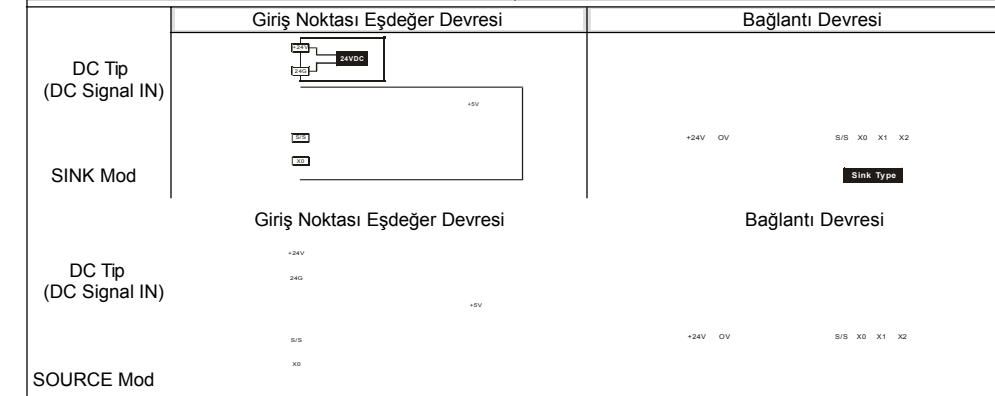 Giriş Noktası Eşdeğer Devresi
Bağlantı Devresi
DC Tip
(DC Signal IN)
SINK Mod
+24V
24G
24VDC
+5V
S/S
X0
+24V 0V S/S X0 X1 X2
Sink Type
Giriş Noktası Eşdeğer Devresi
Bağlantı Devresi
DC Tip
(DC Signal IN)
SOURCE Mod
+24V
24G
+5V
S/S
X0
+24V 0V S/S X0 X1 X2